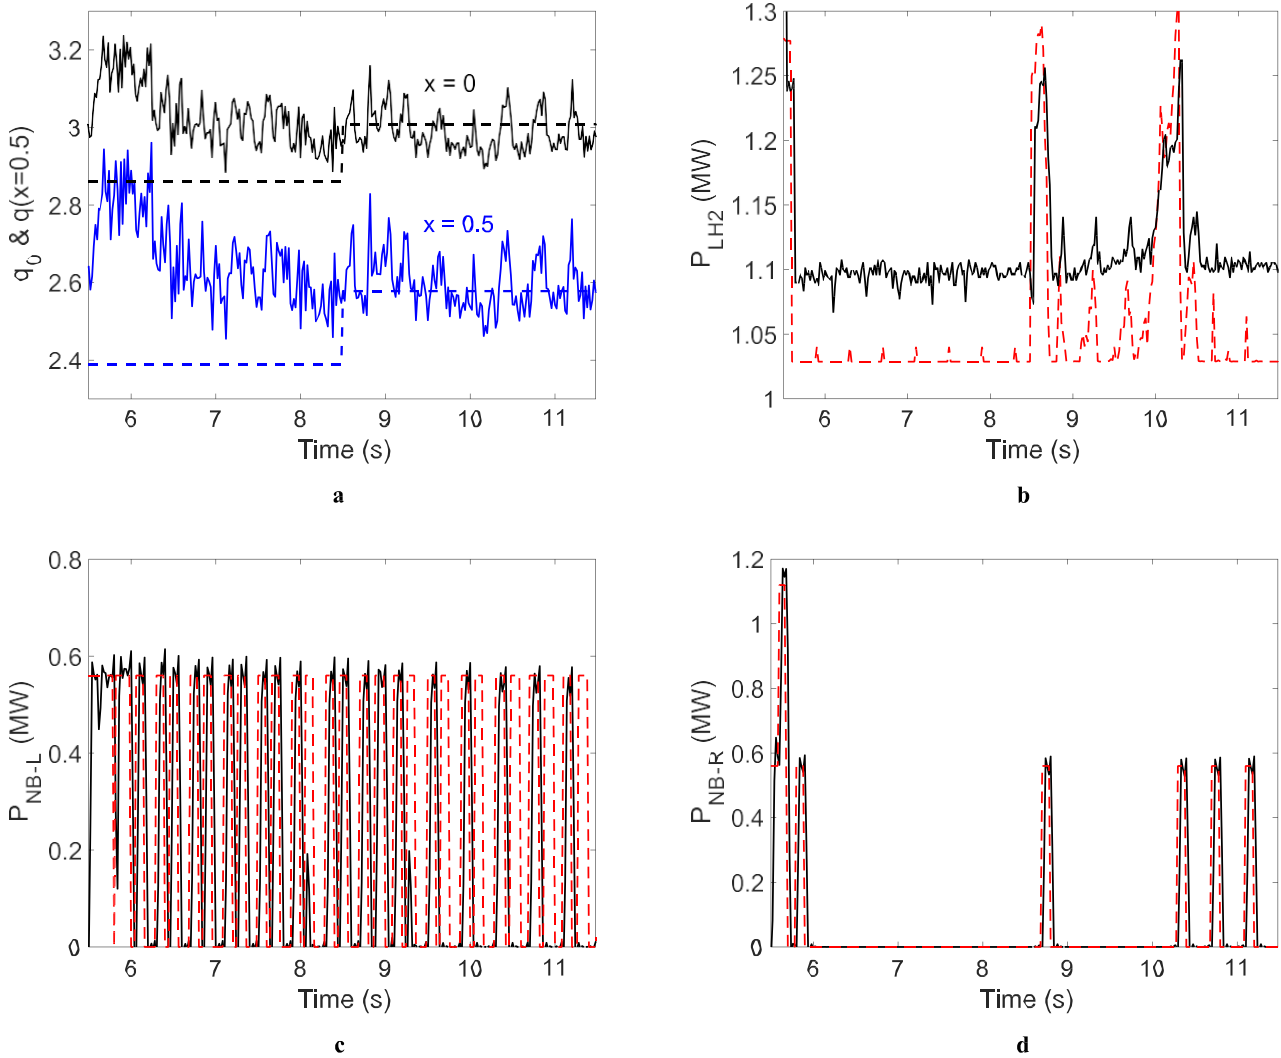 3.2
3
2.8
2.6
2.4
q0 & q(x=0.5)
x = 0
x = 0.5
6 7 8 9 10 11
Time (s)
a
1.3
1.25
1.2
1.15
1.1
1.05
1
PLH2 (MW)
6 7 8 9 10 11
Time (s)
b
0.8
0.6
0.4
0.2
0
PNB-L (MW)
6 7 8 9 10 11
Time (s)
c
1.2
1
0.8
0.6
0.4
0.2
0
PNB-R (MW)
6 7 8 9 10 11
Time (s)
d